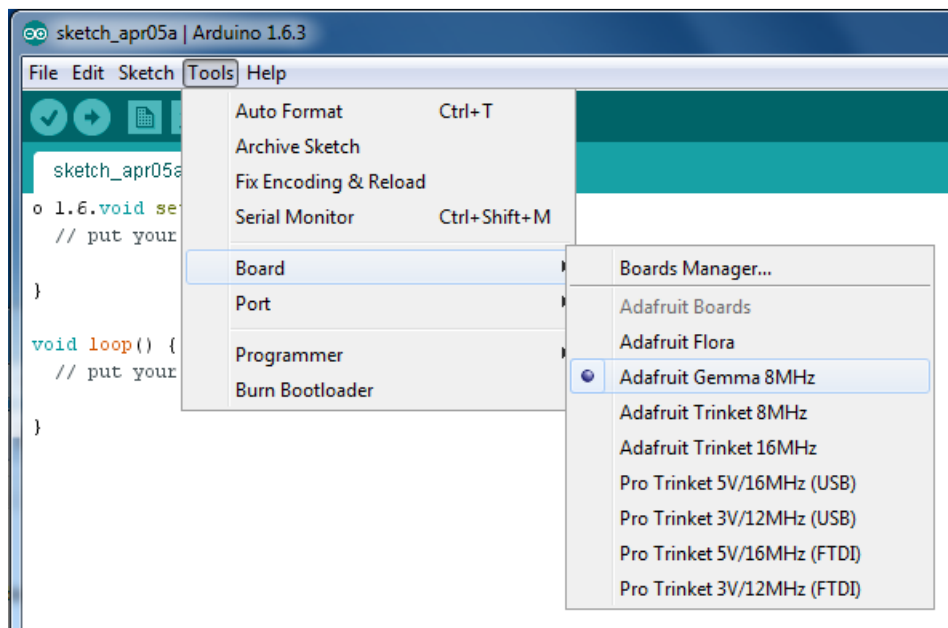 sketch_apr05a | Arduino 1.6.3
File Edit Sketch Tools Help
sketch_apr05a
o 1.6.void se
// put your
}
void loop() {
// put your
}
Auto Format Ctrl+T
Archive Sketch
Fix Encoding & Reload
Serial Monitor Ctrl+Shift+M
Board
Port
Programmer
Burn Bootloader
Boards Manager...
Adafruit Boards
Adafruit Flora
Adafruit Gemma 8MHz
Adafruit Trinket 8MHz
Adafruit Trinket 16MHz
Pro Trinket 5V/16MHz (USB)
Pro Trinket 3V/12MHz (USB)
Pro Trinket 5V/16MHz (FTDI)
Pro Trinket 3V/12MHz (FTDI)